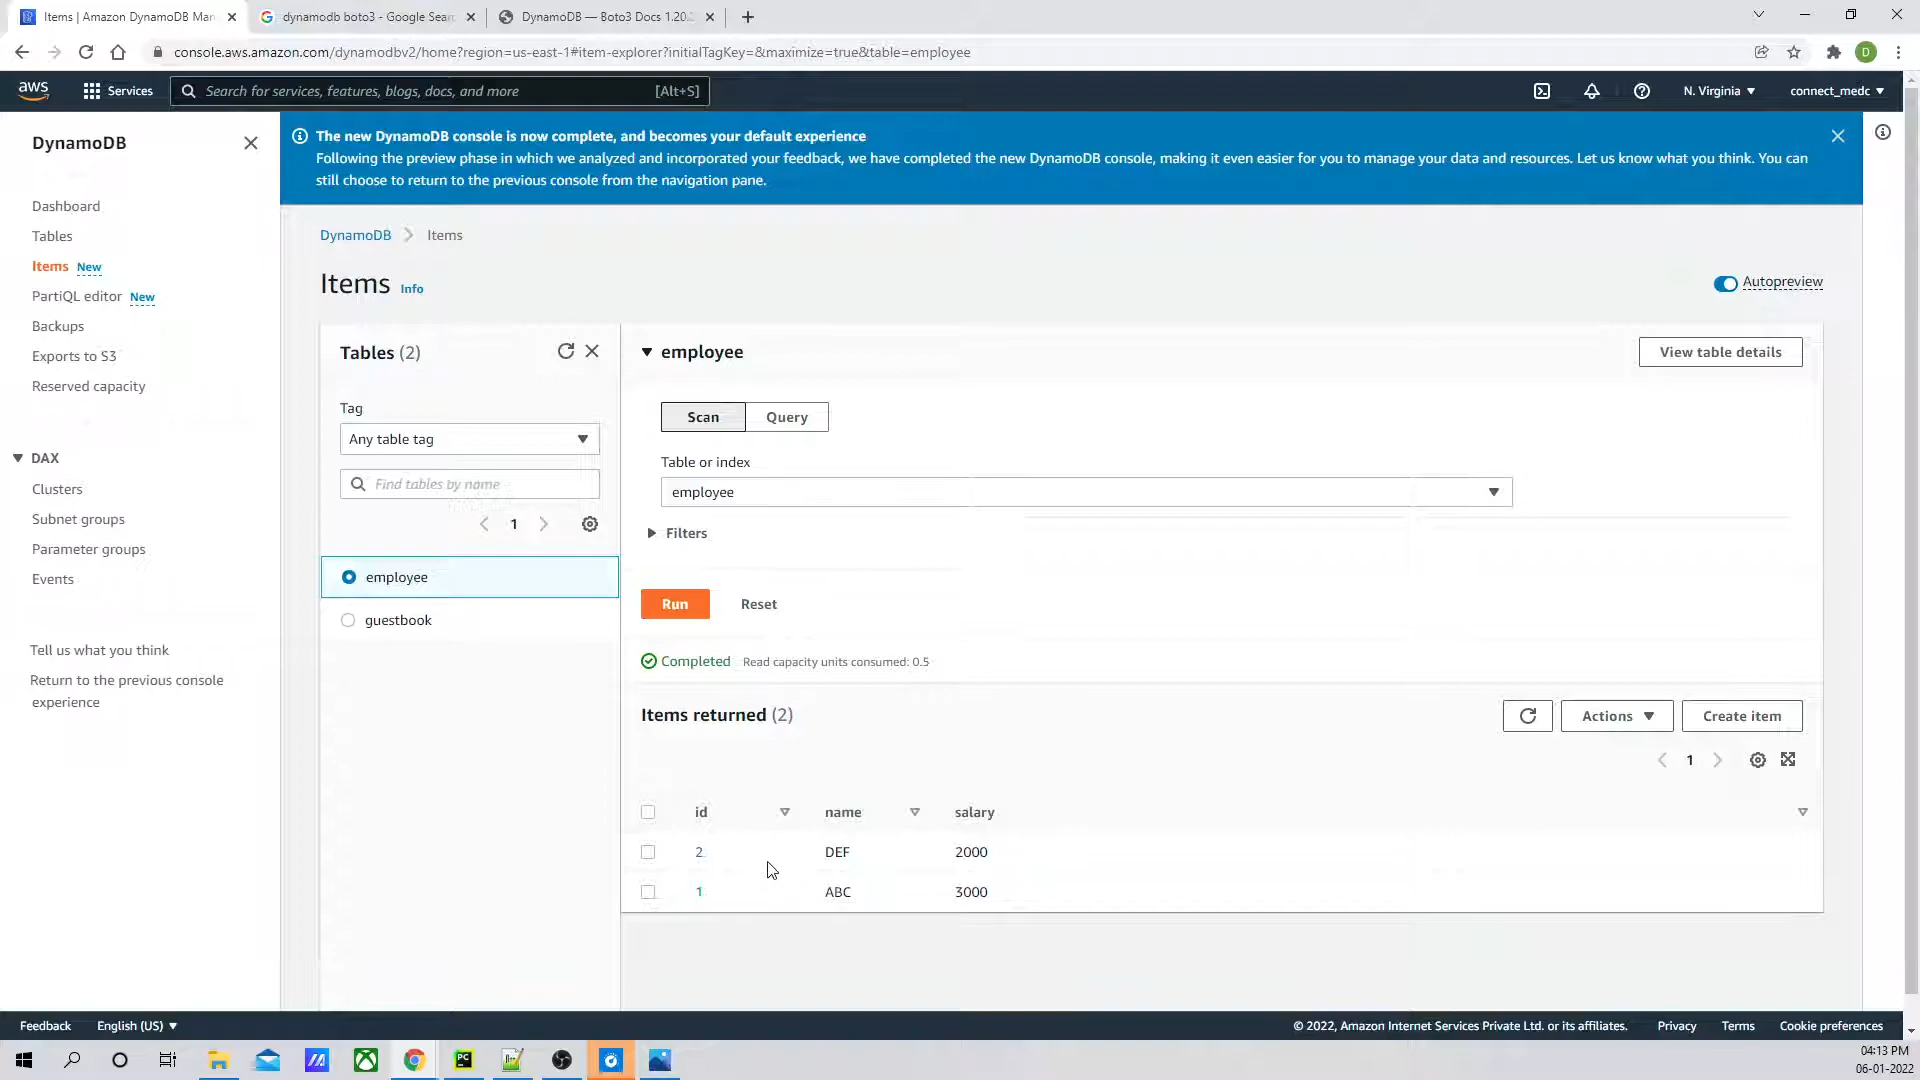 Items | Amazon DynamoDB Man
dynamodb boto3 - Google Sear
DynamoDB — Boto3 Docs 1.20.
console.aws.amazon.com/dynamodbv2/home?region=us-east-1#item-explorer?initialTagKey=&maximize=true&table=employee
D
aws
Services
Search for services, features, blogs, docs, and more
[Alt+S]
N. Virginia
connect_medc
DynamoDB
Dashboard
Tables
Items New
PartiQL editor New
Backups
Exports to S3
Reserved capacity
DAX
Clusters
Subnet groups
Parameter groups
Events
Tell us what you think
Return to the previous console
experience
The new DynamoDB console is now complete, and becomes your default experience
Following the preview phase in which we analyzed and incorporated your feedback, we have completed the new DynamoDB console, making it even easier for you to manage your data and resources. Let us know what you think. You can
still choose to return to the previous console from the navigation pane.
DynamoDB
Items
Items Info
Autopreview
Tables (2)
Tag
Any table tag
Find tables by name
1
employee
guestbook
employee
View table details
Scan
Query
Table or index
employee
Filters
Run
Reset
Completed
Read capacity units consumed: 0.5
Items returned (2)
Actions
Create item
1
id name salary
2 DEF 2000
1 ABC 3000
Feedback
English (US)
© 2022, Amazon Internet Services Private Ltd. or its affiliates.
Privacy
Terms
Cookie preferences
PC
04:13 PM
06-01-2022